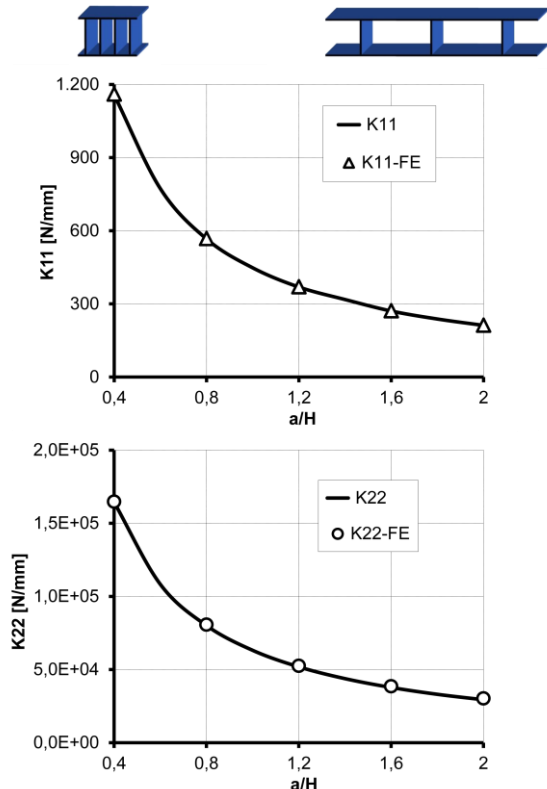 1.200
900
600
300
0
K11 [N/mm]
K11
K11-FE
0,4
0,8
1,2
1,6
2
a/H
2,0E+05
1,5E+05
1,0E+05
5,0E+04
0,0E+00
K22 [N/mm]
K22
K22-FE
0,4
0,8
1,2
1,6
2
a/H